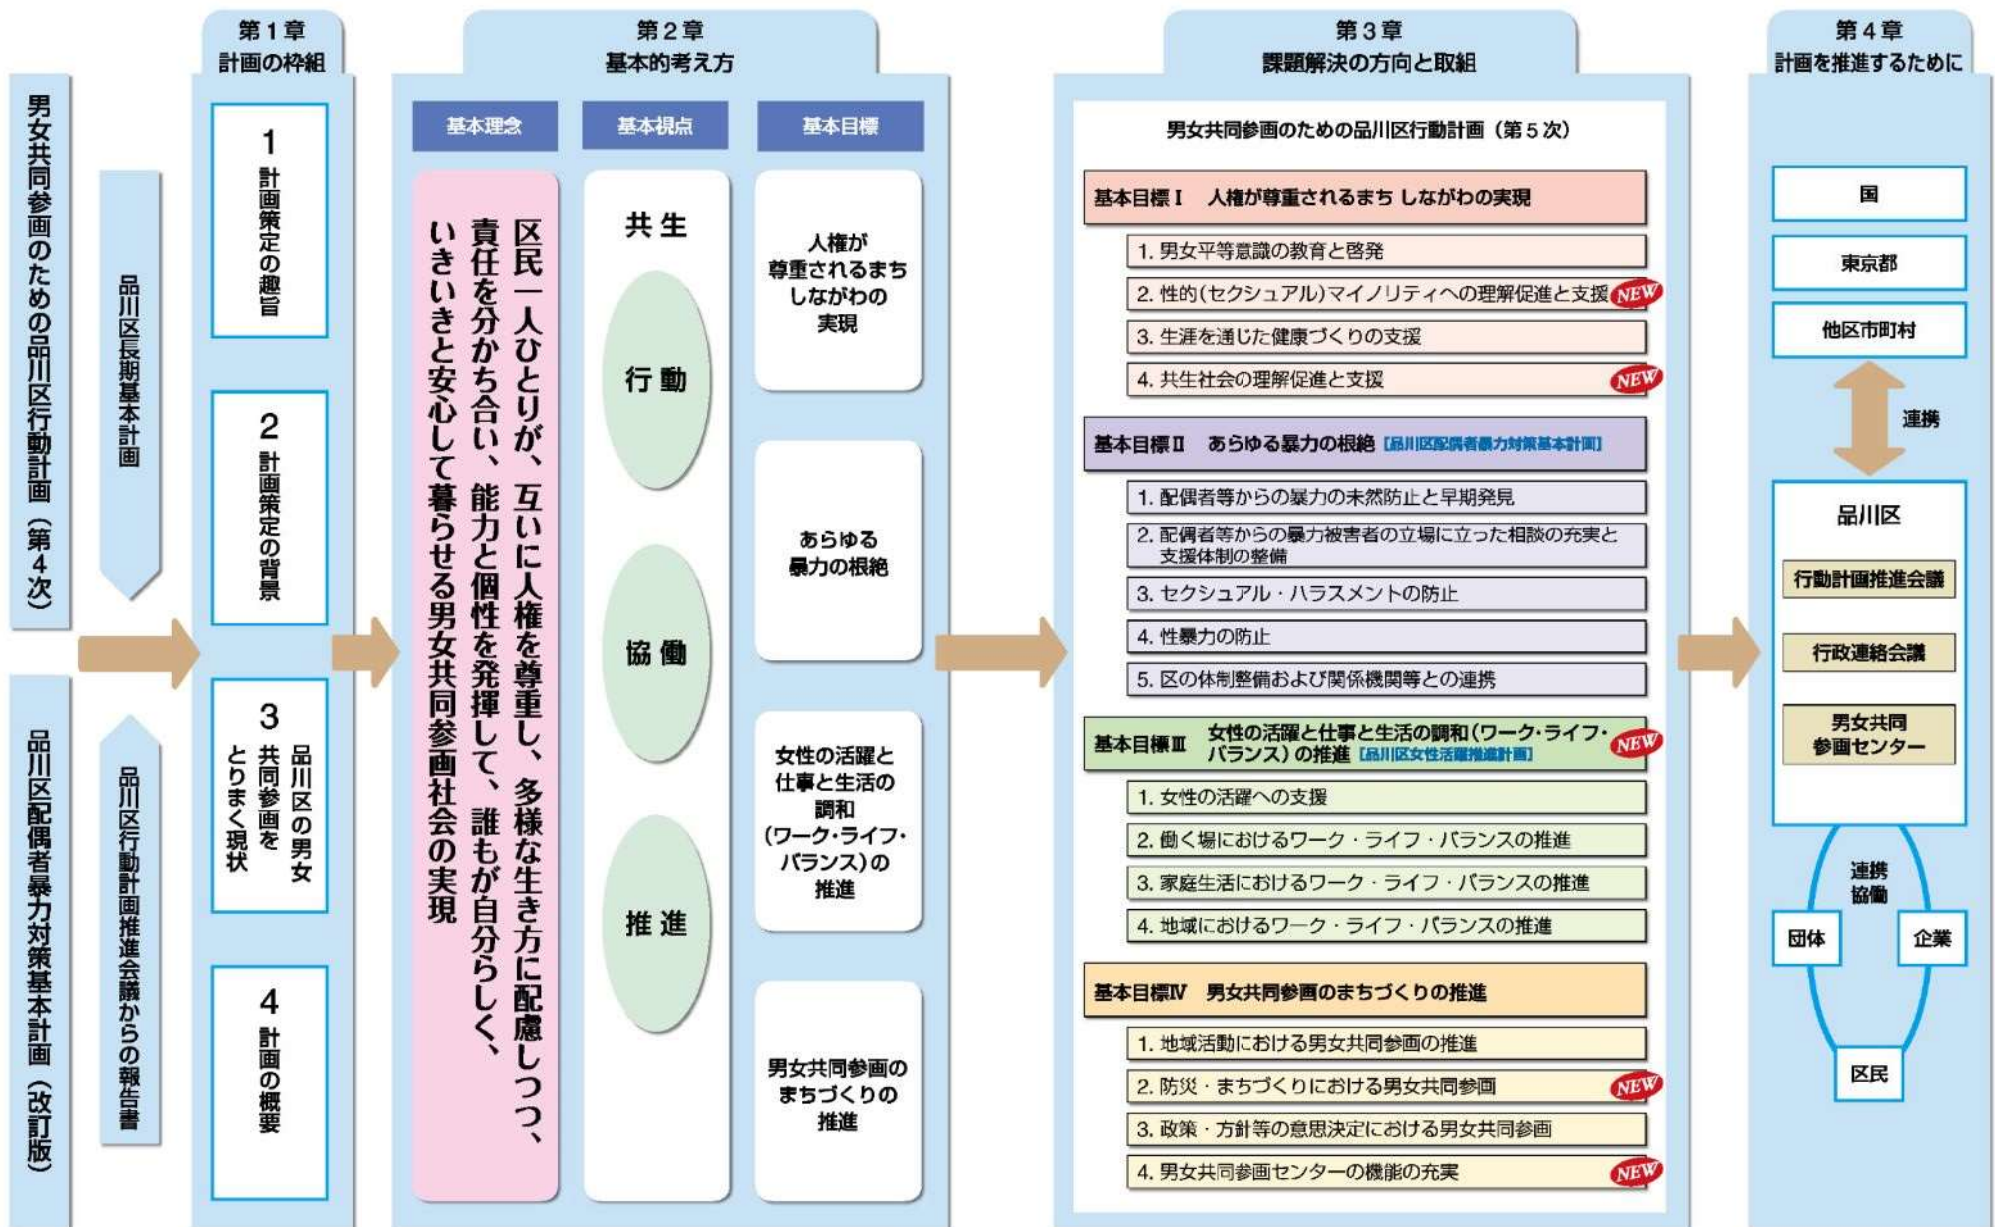 男女共同参画のための品川区行動計画（第4次）
品川区配偶者暴力対策基本計画（改訂版）
品川区長期基本計画
品川区行動計画推進会議からの報告書
第1章
計画の枠組
1
計画策定の趣旨
2
計画策定の背景
3
品川区の男女
共同参画を
とりまく現状
4
計画の概要
第2章
基本的考え方
基本理念
区民一人ひとりが、互いに人権を尊重し、多様な生き方に配慮しつつ、
責任を分かち合い、能力と個性を発揮して、誰もが自分らしく、
いきいきと安心して暮らせる男女共同参画社会の実現
基本視点
共生
行動
協働
推進
基本目標
人権が
尊重されるまち
しながわの
実現
あらゆる
暴力の根絶
女性の活躍と
仕事と生活の
調和
（ワーク・ライフ・
バランス）の
推進
男女共同参画の
まちづくりの
推進
第3章
課題解決の方向と取組
男女共同参画のための品川区行動計画（第5次）
基本目標Ⅰ 人権が尊重されるまち しながわの実現
1. 男女平等意識の教育と啓発
2. 性的（セクシュアル）マイノリティへの理解促進と支援 NEW
3. 生涯を通じた健康づくりの支援
4. 共生社会の理解促進と支援 NEW
基本目標Ⅱ あらゆる暴力の根絶【品川区配偶者暴力対策基本計画】
1. 配偶者等からの暴力の未然防止と早期発見
2. 配偶者等からの暴力被害者の立場に立った相談の充実と
支援体制の整備
3. セクシュアル・ハラスメントの防止
4. 性暴力の防止
5. 区の体制整備および関係機関等との連携
基本目標Ⅲ 女性の活躍と仕事と生活の調和（ワーク・ライフ・
バランス）の推進【品川区女性活躍推進計画】 NEW
1. 女性の活躍への支援
2. 働く場におけるワーク・ライフ・バランスの推進
3. 家庭生活におけるワーク・ライフ・バランスの推進
4. 地域におけるワーク・ライフ・バランスの推進
基本目標Ⅳ 男女共同参画のまちづくりの推進
1. 地域活動における男女共同参画の推進
2. 防災・まちづくりにおける男女共同参画 NEW
3. 政策・方針等の意思決定における男女共同参画
4. 男女共同参画センターの機能の充実 NEW
第4章
計画を推進するために
国
東京都
他区市町村
連携
品川区
行動計画推進会議
行政連絡会議
男女共同
参画センター
連携
協働
団体
企業
区民